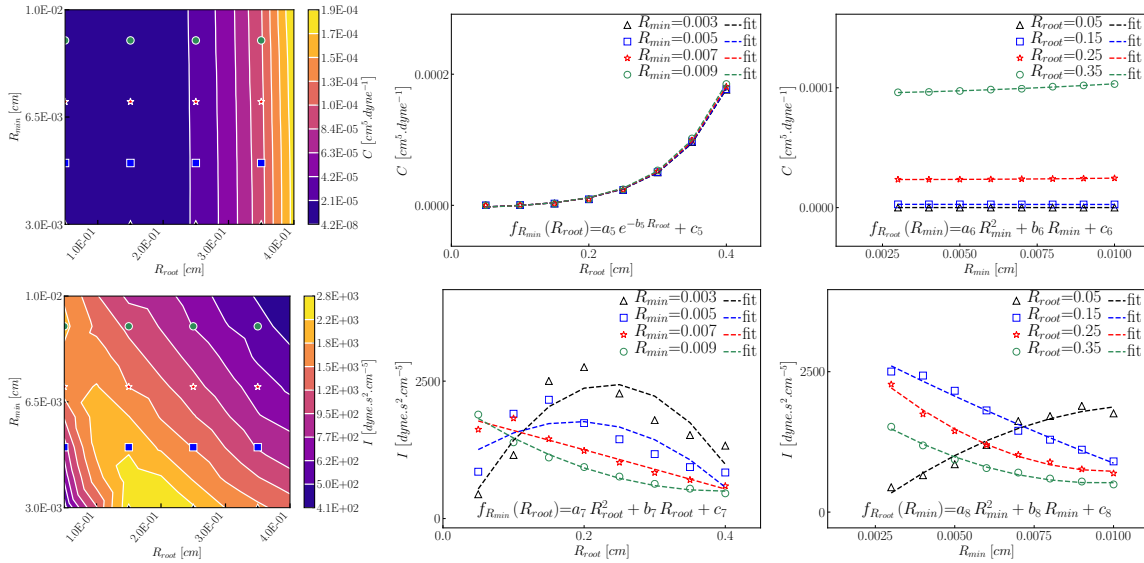 1.0E-02
6.5E-03
3.0E-03
R_min [cm]
1.0E-01
2.0E-01
3.0E-01
4.0E-01
R_root [cm]
1.9E-04
1.7E-04
1.5E-04
1.3E-04
1.1E-04
8.4E-05
6.3E-05
4.2E-05
2.1E-05
4.2E-08
C [cm^5.dyne^-1]
R_min=0.003 fit
R_min=0.005 fit
R_min=0.007 fit
R_min=0.009 fit
0.0002
0.0000
C [cm^5.dyne^-1]
f_{R_min}(R_root)=a_5 e^{-b_5 R_root} + c_5
0.2
0.4
R_root [cm]
R_root=0.05 fit
R_root=0.15 fit
R_root=0.25 fit
R_root=0.35 fit
0.0001
0.0000
C [cm^5.dyne^-1]
f_{R_root}(R_min)=a_6 R_min^2 + b_6 R_min + c_6
0.0025
0.0050
0.0075
0.0100
R_min [cm]
1.0E-02
6.5E-03
3.0E-03
R_min [cm]
1.0E-01
2.0E-01
3.0E-01
4.0E-01
R_root [cm]
2.8E+03
2.3E+03
1.9E+03
1.5E+03
1.2E+03
1.0E+03
7.8E+02
6.2E+02
5.0E+02
4.1E+02
I [dyne.s^2.cm^-5]
R_min=0.003 fit
R_min=0.005 fit
R_min=0.007 fit
R_min=0.009 fit
2500
0
I [dyne.s^2.cm^-5]
f_{R_min}(R_root)=a_7 R_root^2 + b_7 R_root + c_7
0.2
0.4
R_root [cm]
R_root=0.05 fit
R_root=0.15 fit
R_root=0.25 fit
R_root=0.35 fit
2500
0
I [dyne.s^2.cm^-5]
f_{R_root}(R_min)=a_8 R_min^2 + b_8 R_min + c_8
0.0025
0.0050
0.0075
0.0100
R_min [cm]